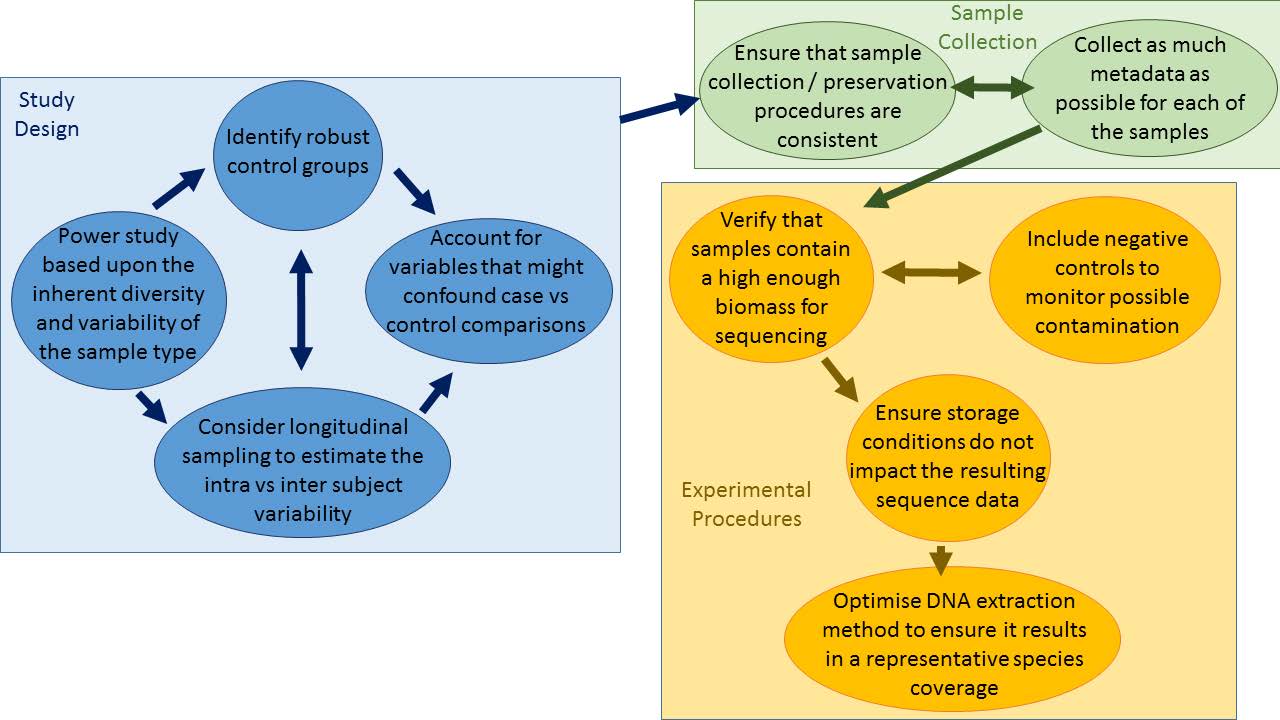 Study
Design
Identify robust
control groups
Power study
based upon the
inherent diversity
and variability of
the sample type
Account for
variables that might
confound case vs
control comparisons
Consider longitudinal
sampling to estimate the
intra vs inter subject
variability
Sample
Collection
Ensure that sample
collection / preservation
procedures are
consistent
Collect as much
metadata as
possible for each of
the samples
Verify that
samples contain
a high enough
biomass for
sequencing
Include negative
controls to
monitor possible
contamination
Ensure storage
conditions do not
impact the resulting
sequence data
Experimental
Procedures
Optimise DNA extraction
method to ensure it results
in a representative species
coverage